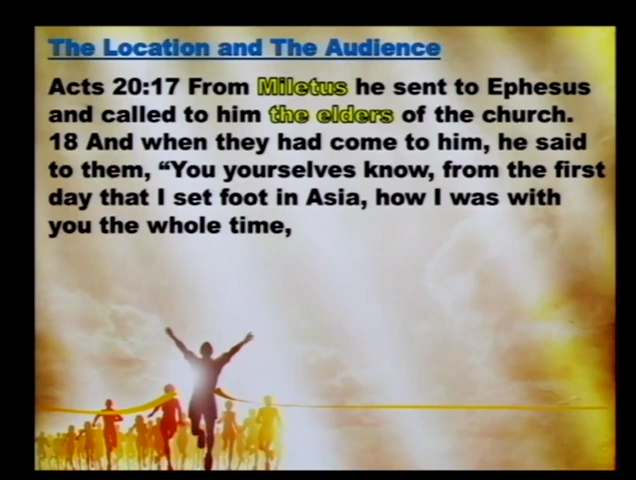 The Location and The Audience
Acts 20:17 From Miletus he sent to Ephesus
and called to him the elders of the church.
18 And when they had come to him, he said
to them, “You yourselves know, from the first
day that I set foot in Asia, how I was with
you the whole time,